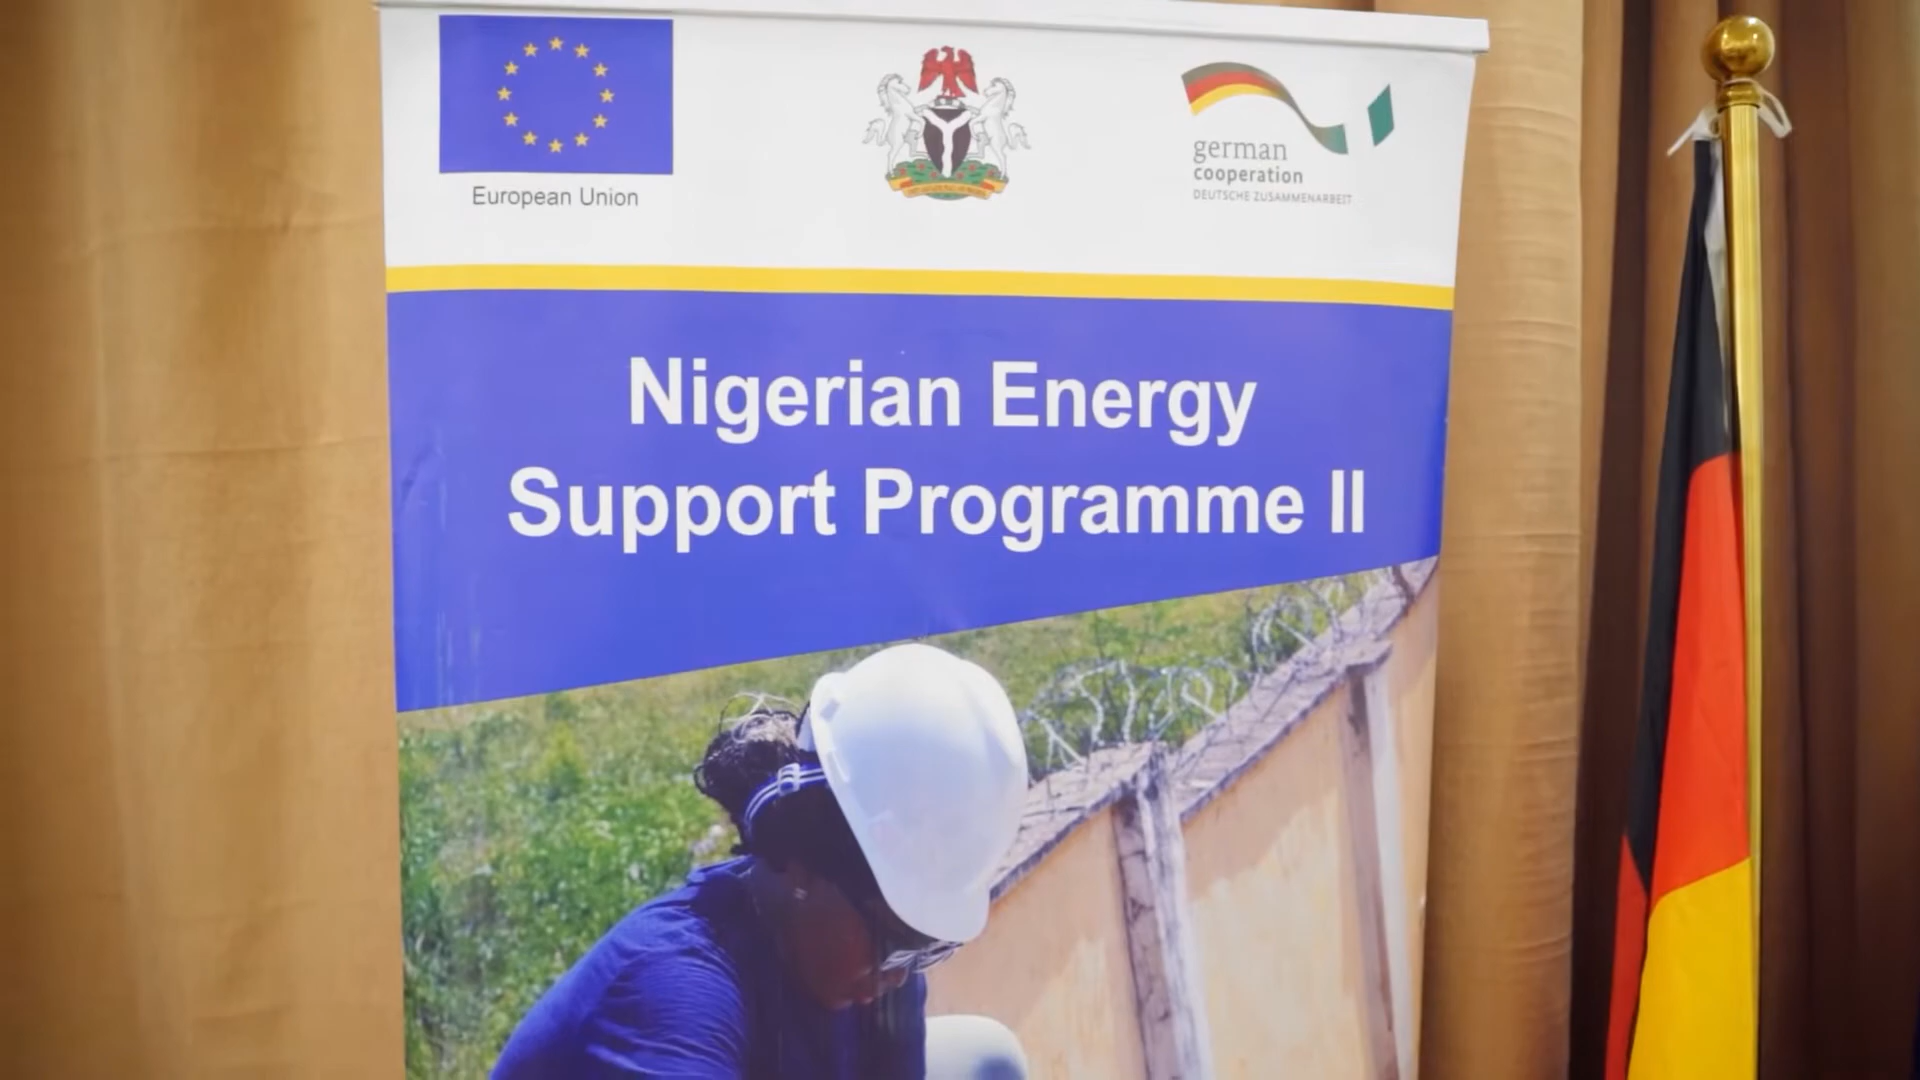 European Union
german
cooperation
DEUTSCHE ZUSAMMENARBEIT
Nigerian Energy
Support Programme II